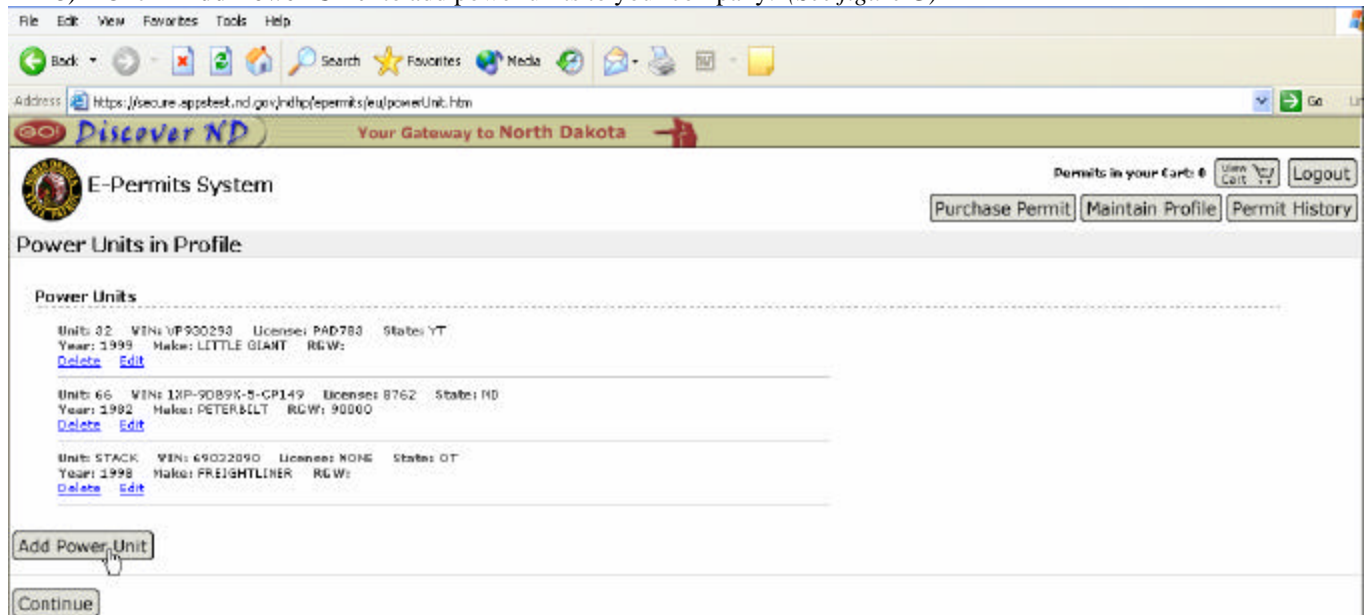 File Edit View Favorites Tools Help
Back Search Favorites Media
Address https://secure.appstest.nd.gov/ndhp/epermits/eu/powerUnit.htm Go
GO! Discover ND Your Gateway to North Dakota
E-Permits System
Permits in your Cart: 0 View Cart Logout
Purchase Permit Maintain Profile Permit History
Power Units in Profile
Power Units
Unit: 32 VIN: VP930293 License: PAD783 State: YT
Year: 1999 Make: LITTLE GIANT RGW:
Delete Edit
Unit: 66 VIN: 1XP-9D89X-5-CP149 License: 8762 State: ND
Year: 1982 Make: PETERBILT RGW: 90000
Delete Edit
Unit: STACK VIN: 69022090 License: NONE State: OT
Year: 1998 Make: FREIGHTLINER RGW:
Delete Edit
Add Power Unit
Continue